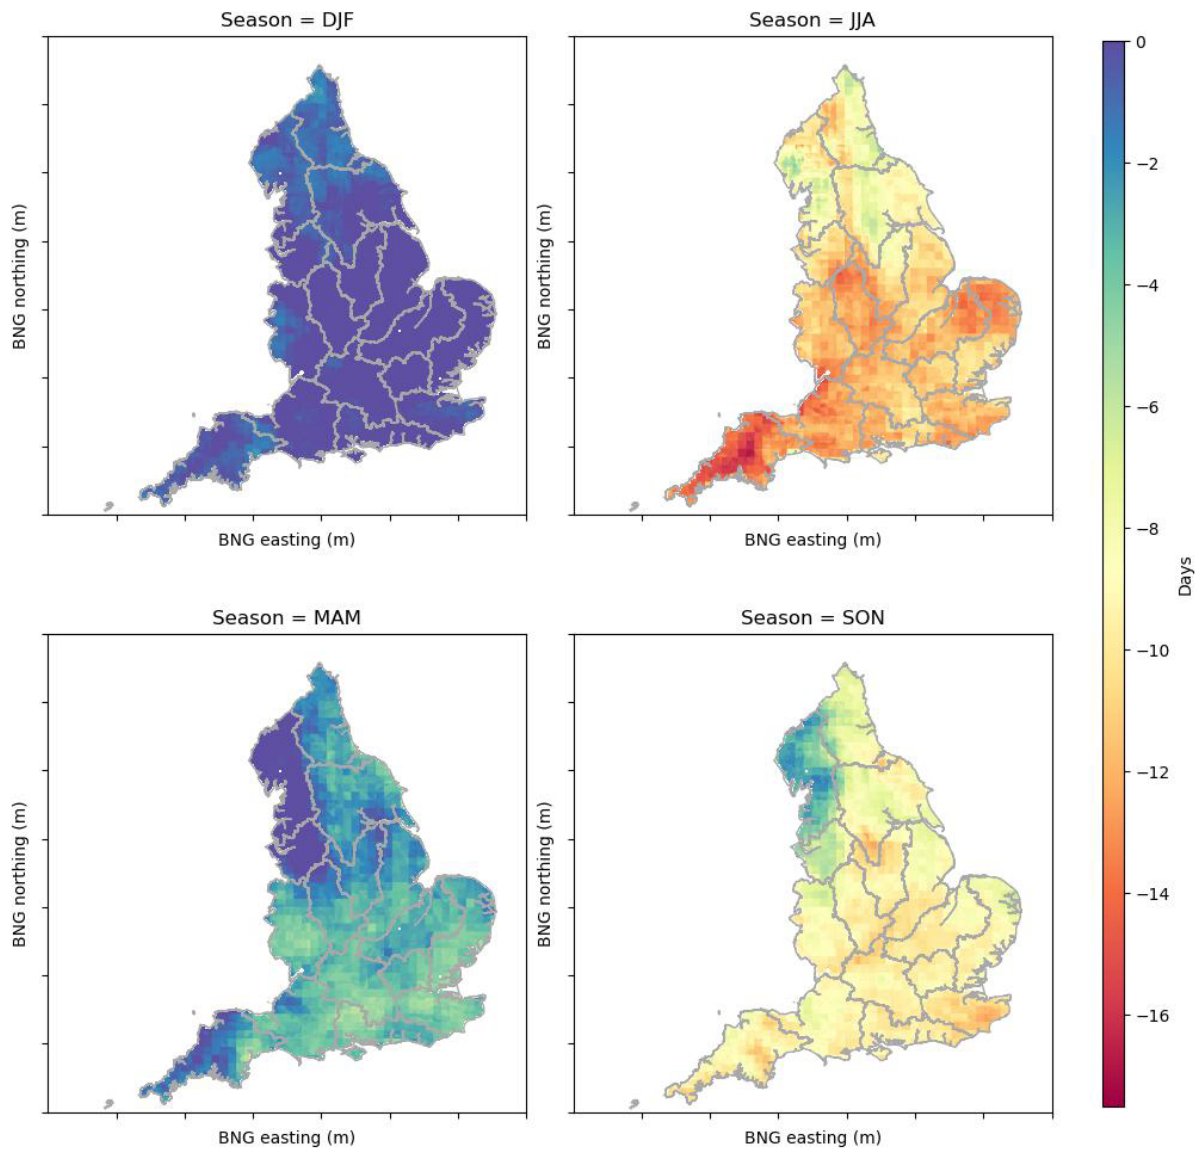 Season = DJF
Season = JJA
BNG northing (m)
BNG easting (m)
BNG northing (m)
BNG easting (m)
Season = MAM
Season = SON
BNG northing (m)
BNG easting (m)
BNG northing (m)
BNG easting (m)
0
−2
−4
−6
−8
−10
−12
−14
−16
Days